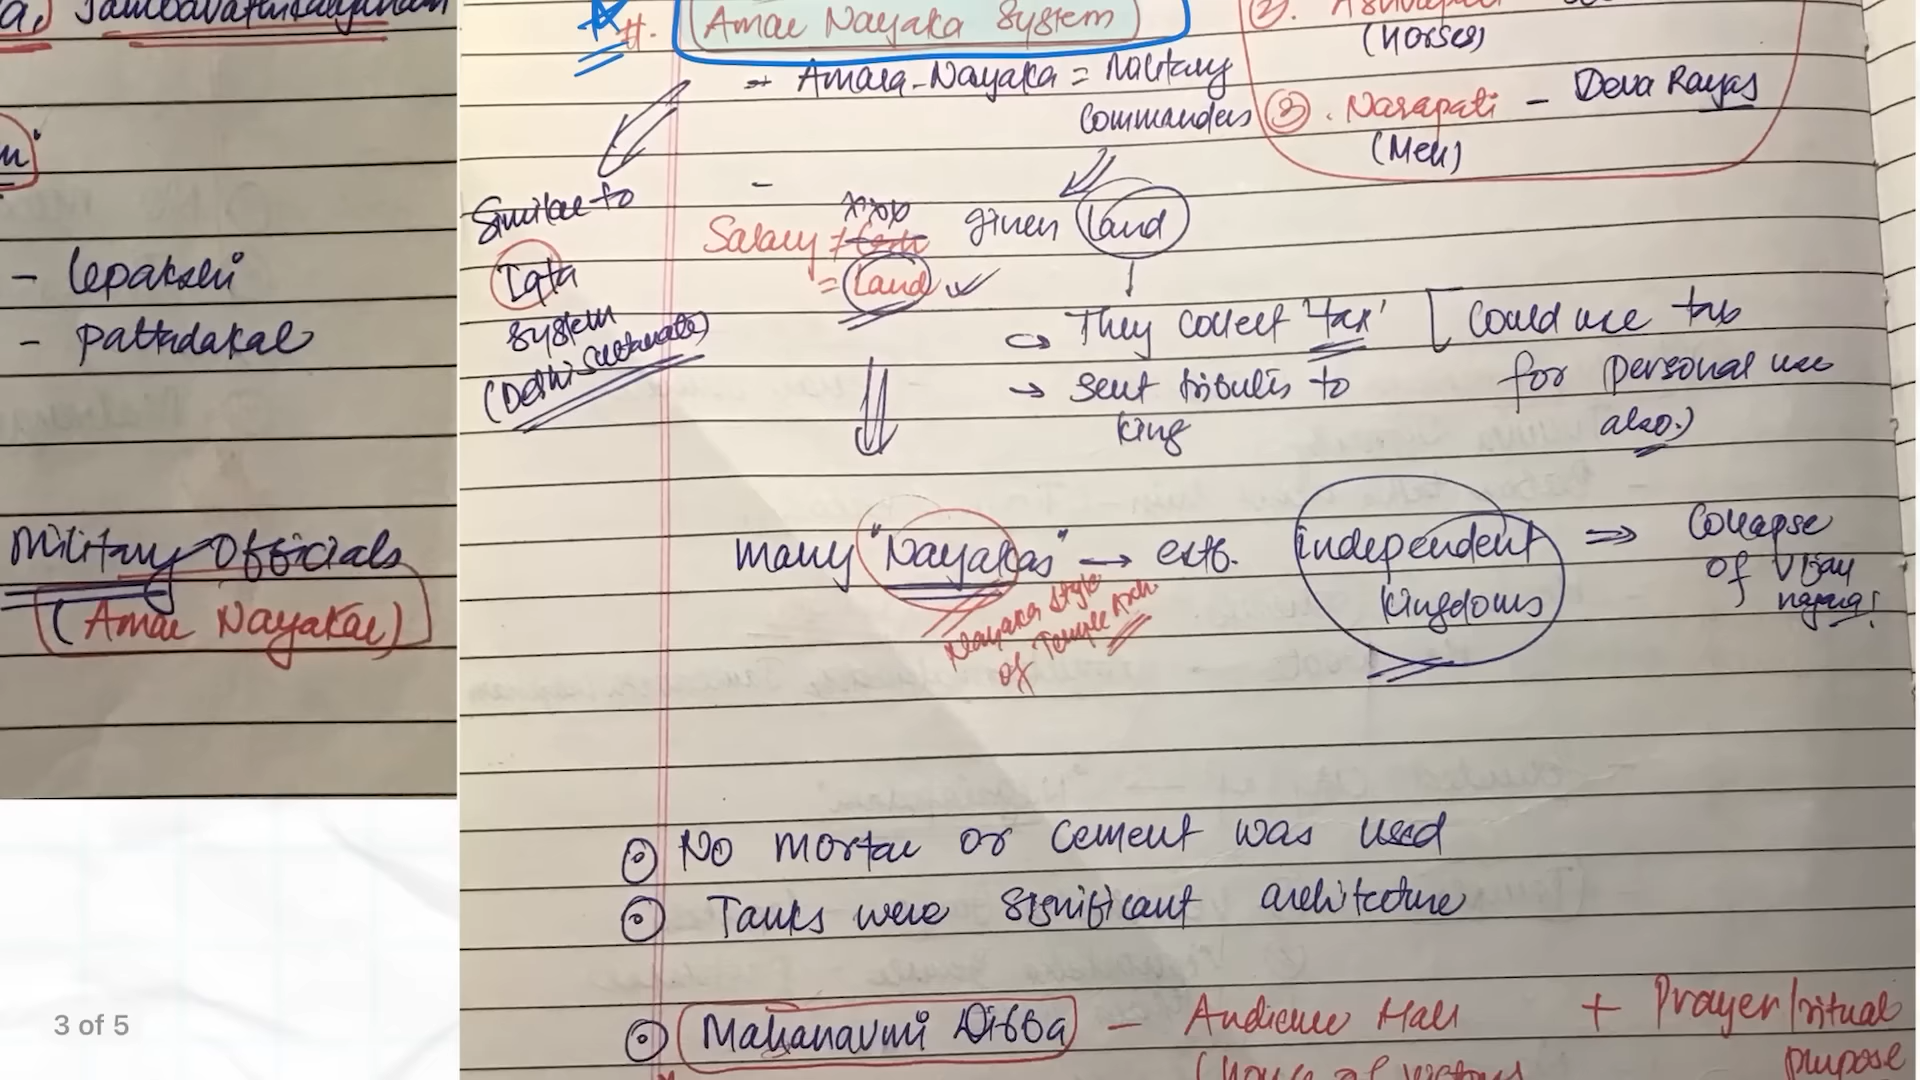 - lepakshi
- Pattadakal
Military Officials
(Amar Nayakar)
3 of 5
#. (Amar Nayaka System)
→ Amara-Nayaka = Military
Commanders
(Horses)
③. Narapati - Deva Rayas
(Men)
Similar to
Iqta
System
(Delhi Sultanate)
Salary ≠
= Land ✓
given Land
→ They collect 'tax' [Could use tax
for personal use
also.)
→ sent tributes to
king
many "Nayakas" → estb. independent
kingdoms
⇒ Collapse
of Vijay
nagar!
Nayaka Style
of Temple Arch
⊙ No mortar or cement was used
⊙ Tanks were significant architecture
⊙ Mahanavmi Dibba - Audience Hall + Prayer/ritual
purpose